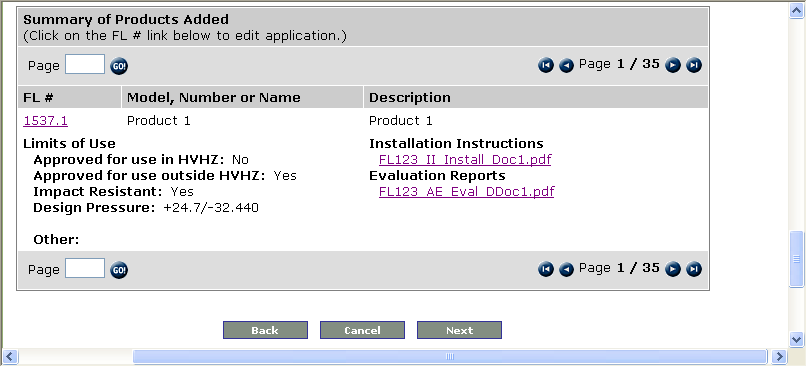 Summary of Products Added
(Click on the FL # link below to edit application.)
Page GO! Page 1 / 35
FL # Model, Number or Name Description
1537.1 Product 1 Product 1
Limits of Use Installation Instructions
Approved for use in HVHZ: No FL123_II_Install_Doc1.pdf
Approved for use outside HVHZ: Yes Evaluation Reports
Impact Resistant: Yes FL123_AE_Eval_DDoc1.pdf
Design Pressure: +24.7/-32.440
Other:
Page GO! Page 1 / 35
Back Cancel Next